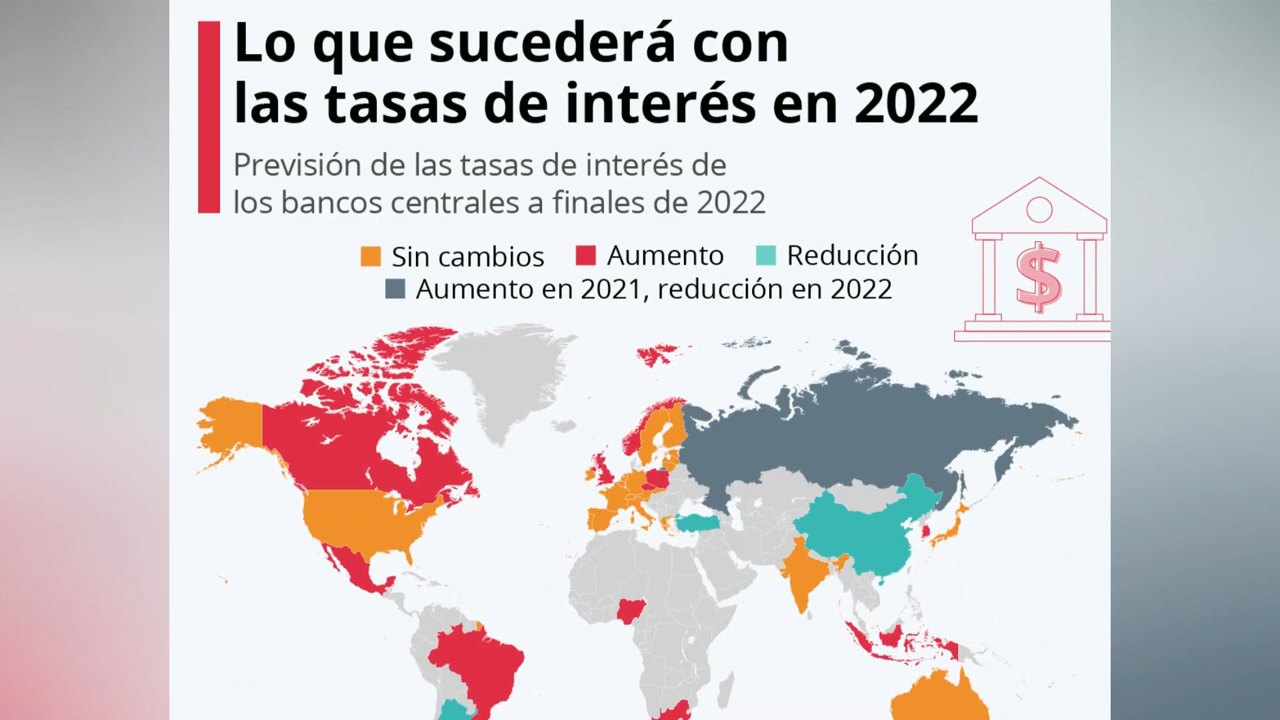 Lo que sucederá con
las tasas de interés en 2022
Previsión de las tasas de interés de
los bancos centrales a finales de 2022
Sin cambios Aumento Reducción
Aumento en 2021, reducción en 2022
$